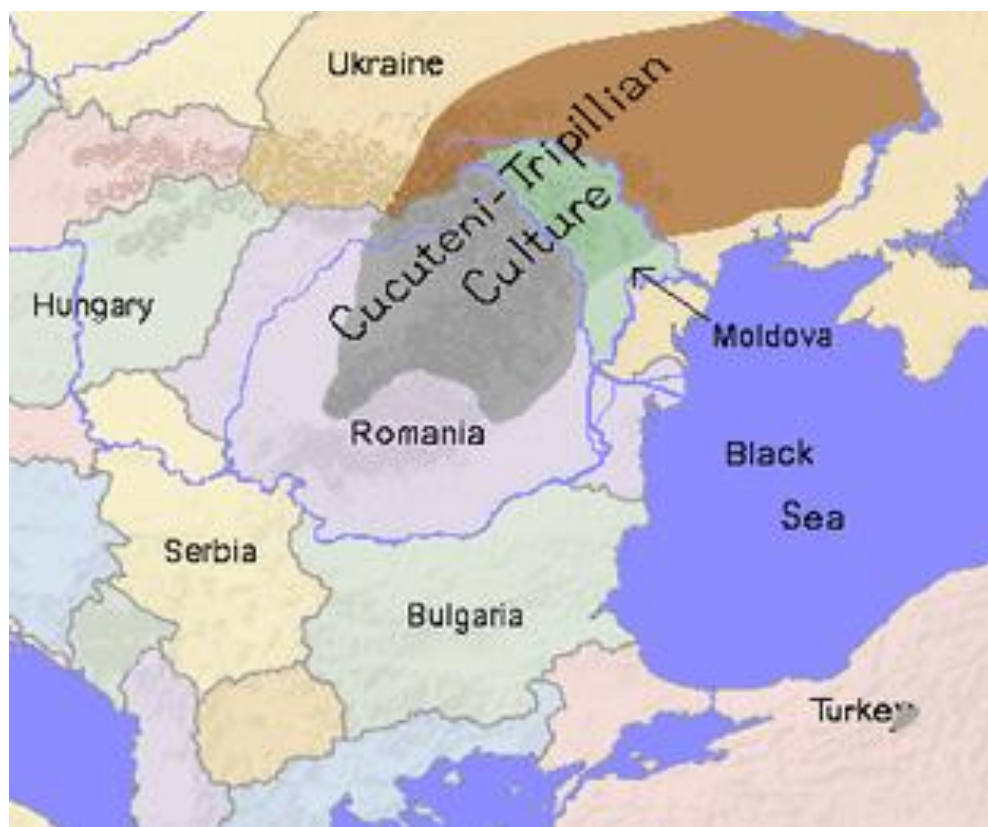 Ukraine
Cucuteni-Tripillian
Culture
Hungary
Moldova
Romania
Black
Sea
Serbia
Bulgaria
Turkey